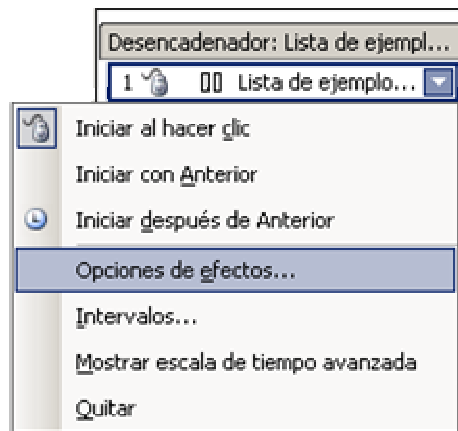 Desencadenador: Lista de ejempl...
1 Lista de ejemplo...
Iniciar al hacer clic
Iniciar con Anterior
Iniciar después de Anterior
Opciones de efectos...
Intervalos...
Mostrar escala de tiempo avanzada
Quitar